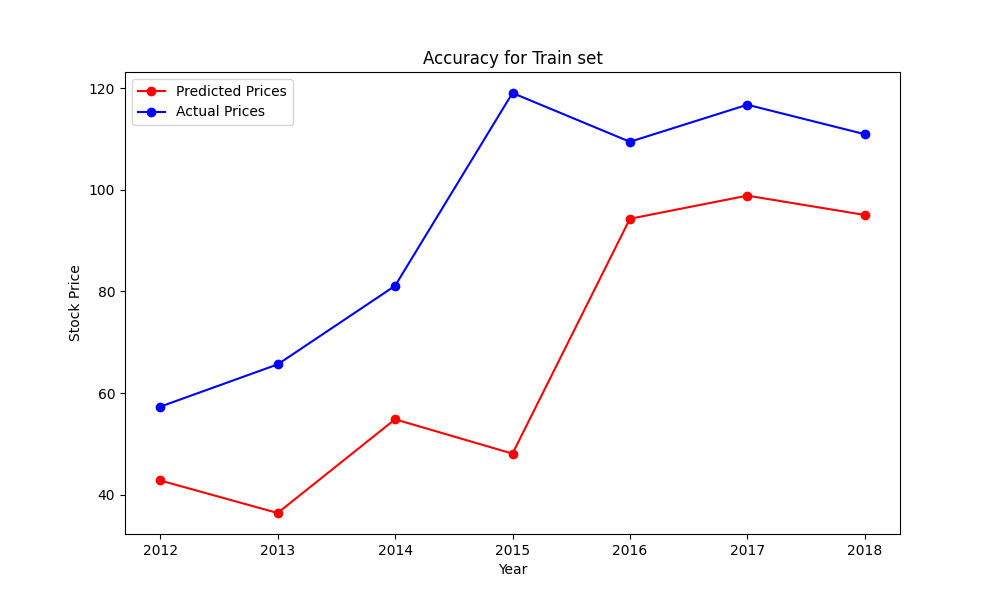 Accuracy for Train set
Predicted Prices
Actual Prices
120
100
80
60
40
Stock Price
2012 2013 2014 2015 2016 2017 2018
Year